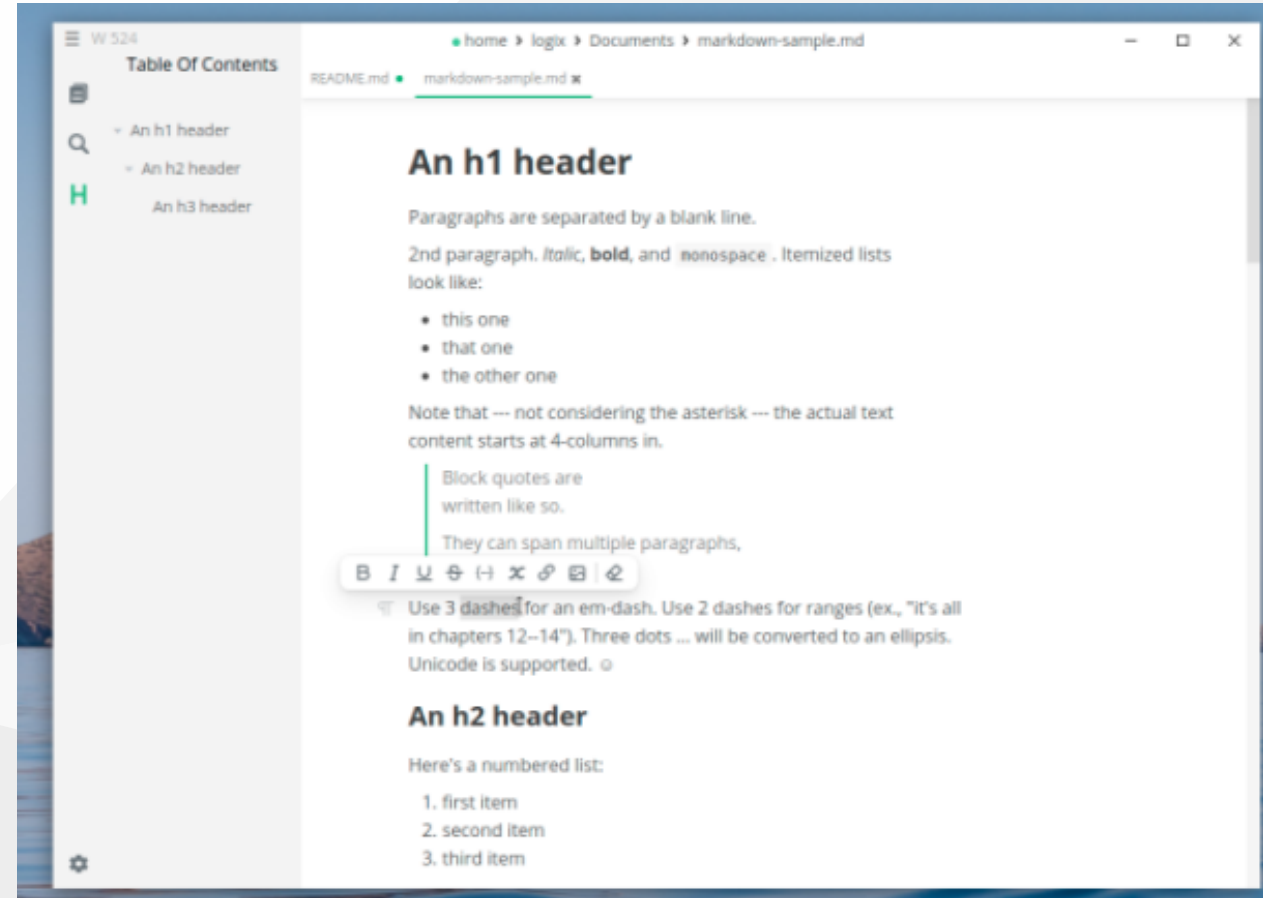 W 524
home › logix › Documents › markdown-sample.md
Table Of Contents
README.md
markdown-sample.md
An h1 header
An h2 header
An h3 header
H
An h1 header
Paragraphs are separated by a blank line.
2nd paragraph. Italic, bold, and monospace . Itemized lists
look like:
• this one
• that one
• the other one
Note that --- not considering the asterisk --- the actual text
content starts at 4-columns in.
Block quotes are
written like so.
They can span multiple paragraphs,
B I U S
Use 3 dashes for an em-dash. Use 2 dashes for ranges (ex., "it's all
in chapters 12--14"). Three dots ... will be converted to an ellipsis.
Unicode is supported. ☺
An h2 header
Here's a numbered list:
1. first item
2. second item
3. third item